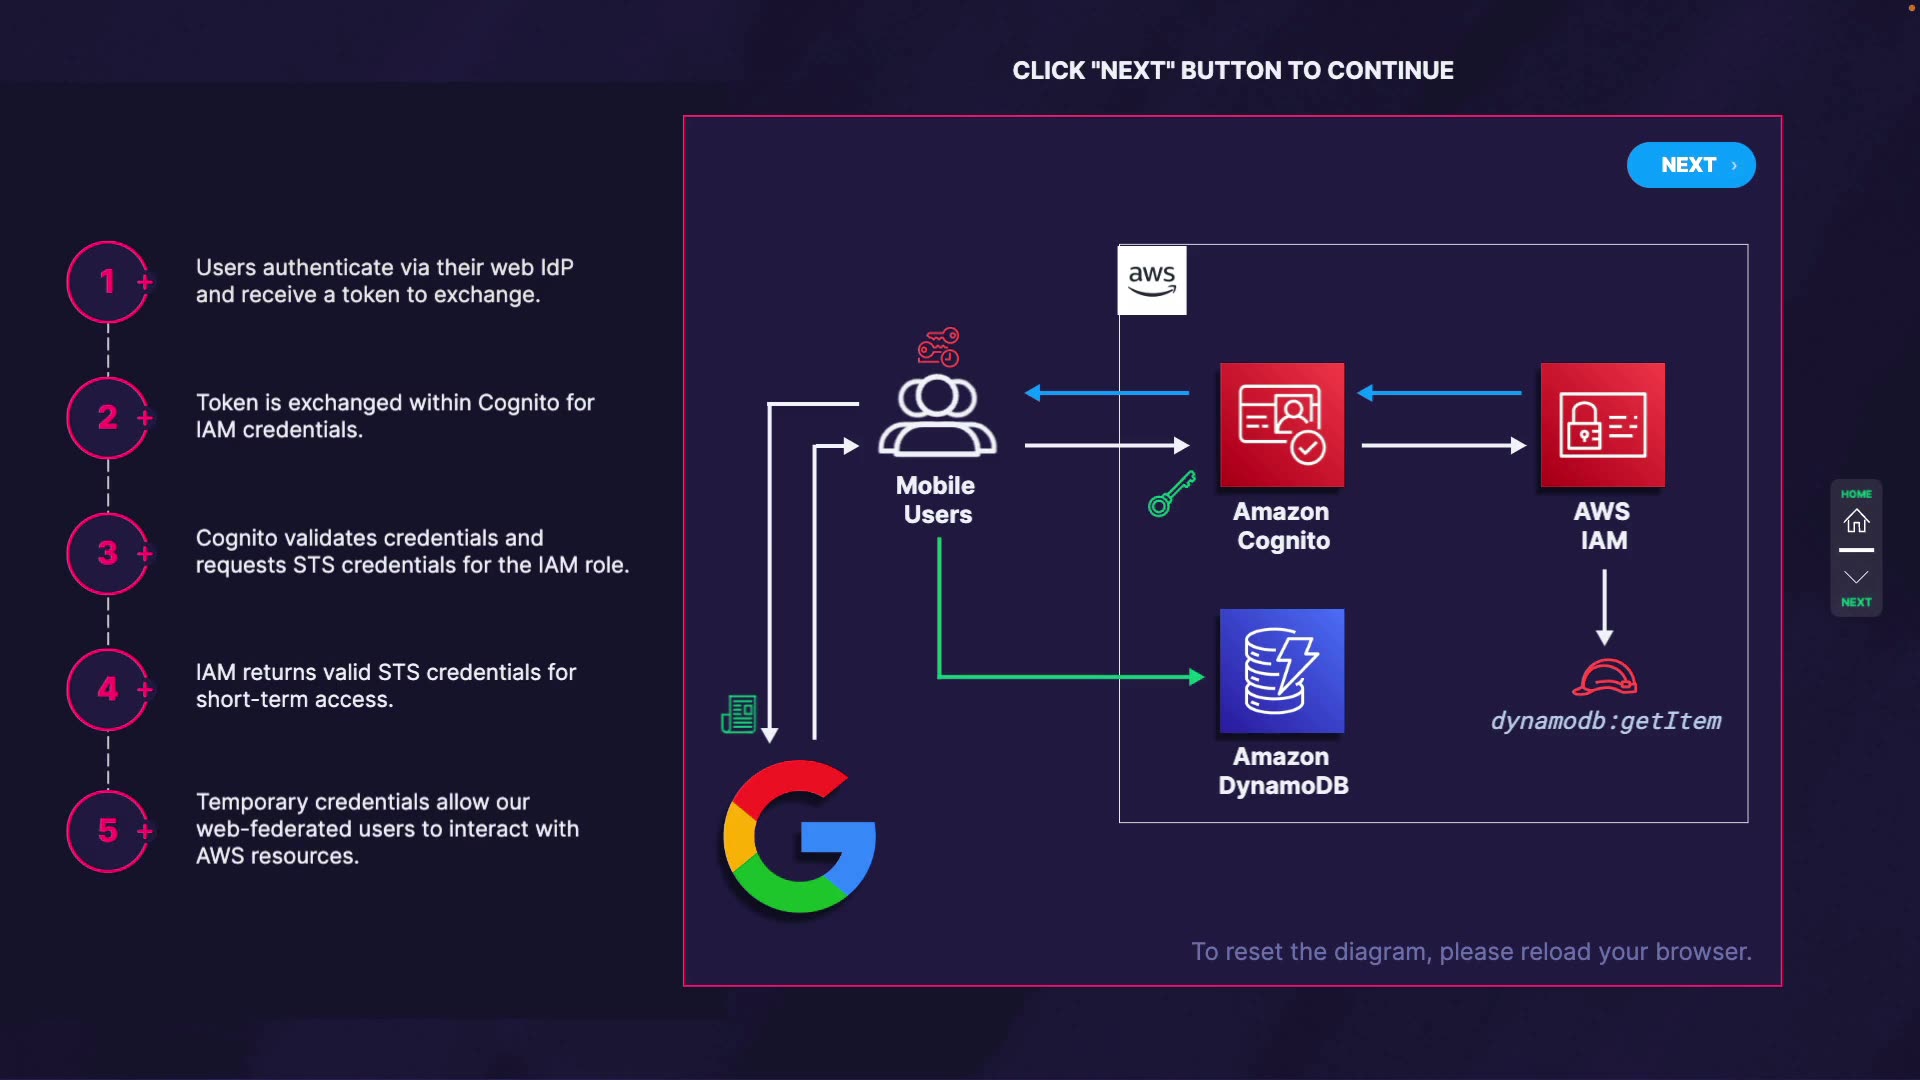 CLICK "NEXT" BUTTON TO CONTINUE
NEXT
1
Users authenticate via their web IdP
and receive a token to exchange.
2
Token is exchanged within Cognito for
IAM credentials.
3
Cognito validates credentials and
requests STS credentials for the IAM role.
4
IAM returns valid STS credentials for
short-term access.
5
Temporary credentials allow our
web-federated users to interact with
AWS resources.
aws
Mobile
Users
Amazon
Cognito
AWS
IAM
dynamodb:getItem
Amazon
DynamoDB
G
To reset the diagram, please reload your browser.
HOME
NEXT